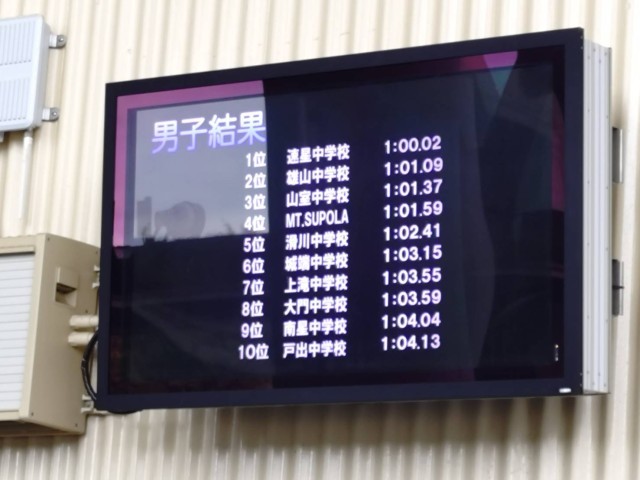 男子結果
1位 速星中学校 1:00.02
2位 雄山中学校 1:01.09
3位 山室中学校 1:01.37
4位 MT.SUPOLA 1:01.59
5位 滑川中学校 1:02.41
6位 城端中学校 1:03.15
7位 上滝中学校 1:03.55
8位 大門中学校 1:03.59
9位 南星中学校 1:04.04
10位 戸出中学校 1:04.13